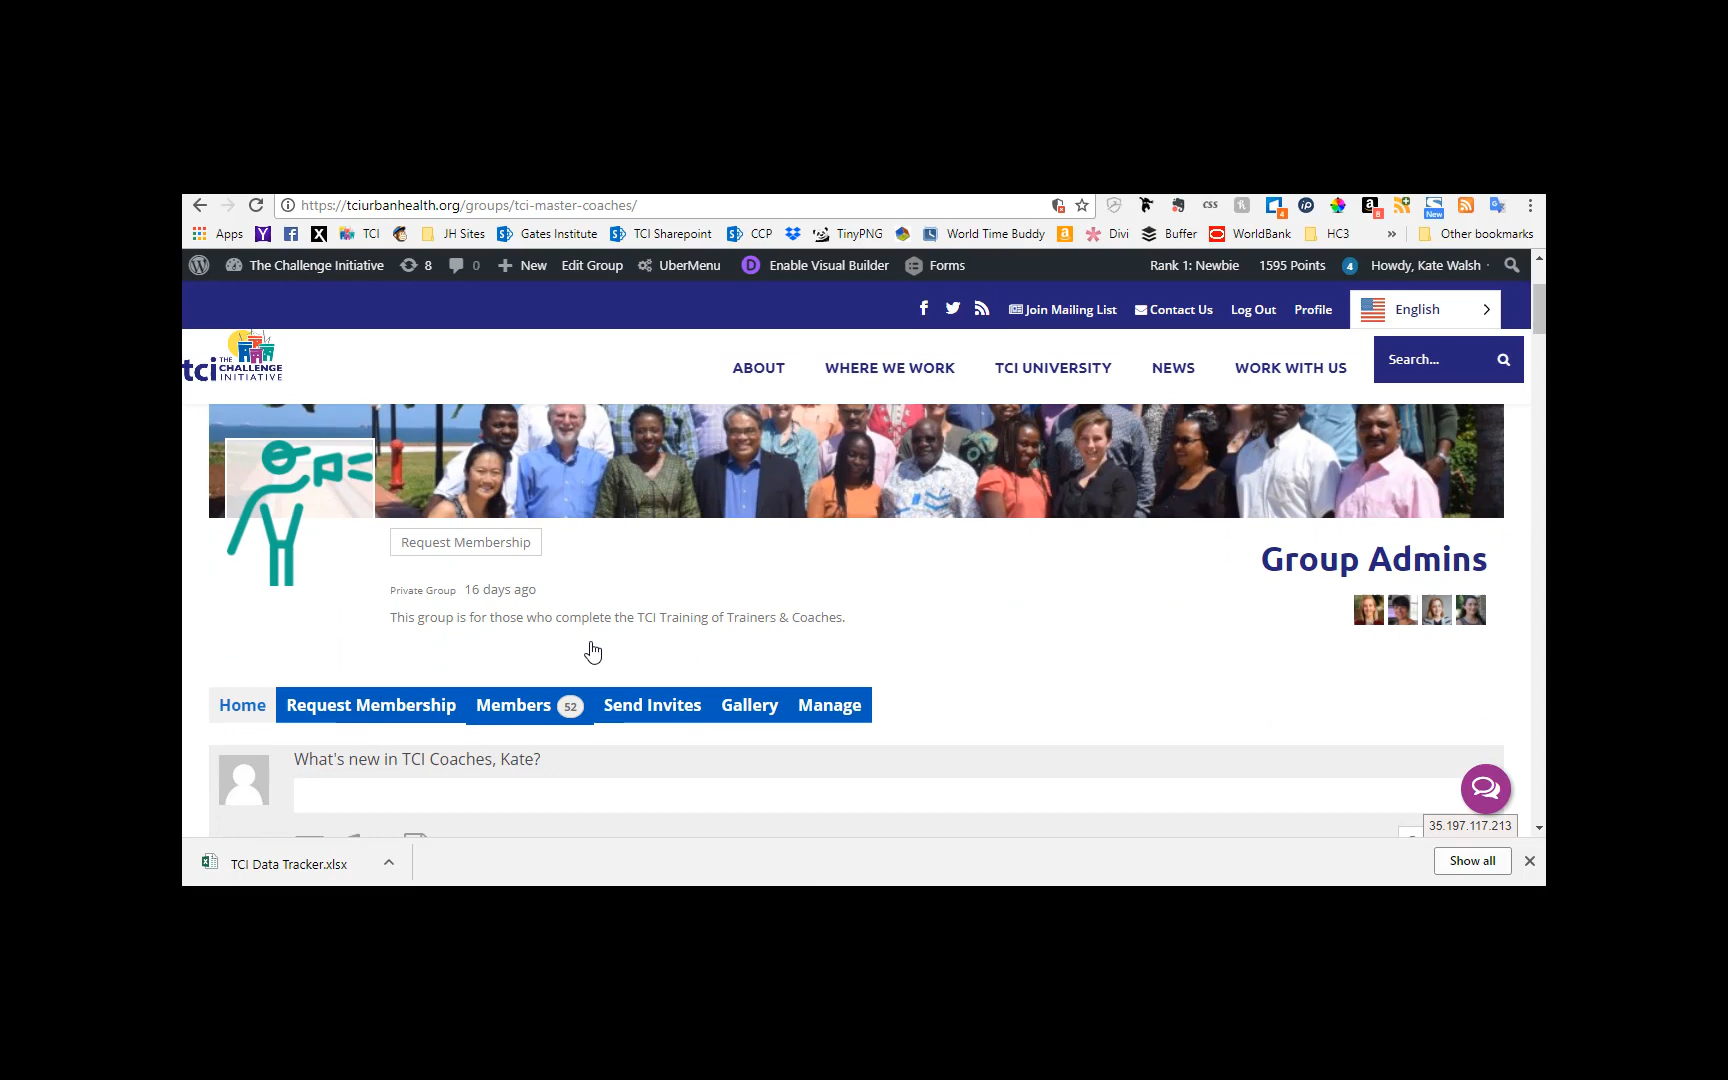 https://tciurbanhealth.org/groups/tci-master-coaches/
CSS
4
8
New
Apps TCI JH Sites Gates Institute TCI Sharepoint CCP TinyPNG World Time Buddy Divi Buffer WorldBank HC3 » Other bookmarks
The Challenge Initiative 8 0 New Edit Group UberMenu Enable Visual Builder Forms Rank 1: Newbie 1595 Points 4 Howdy, Kate Walsh
Join Mailing List Contact Us Log Out Profile English
tci THE CHALLENGE INITIATIVE
ABOUT WHERE WE WORK TCI UNIVERSITY NEWS WORK WITH US Search...
Request Membership
Group Admins
Private Group 16 days ago
This group is for those who complete the TCI Training of Trainers & Coaches.
Home Request Membership Members 52 Send Invites Gallery Manage
What's new in TCI Coaches, Kate?
35.197.117.213
TCI Data Tracker.xlsx
Show all